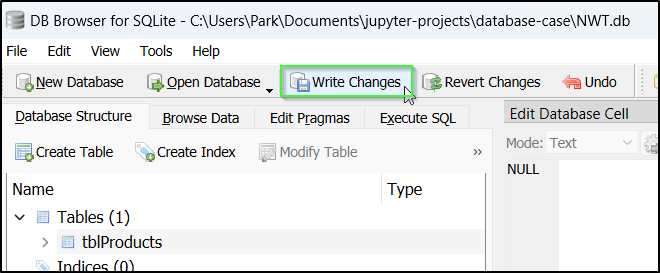 DB Browser for SQLite - C:\Users\Park\Documents\jupyter-projects\database-case\NWT.db
File Edit View Tools Help
New Database Open Database Write Changes Revert Changes Undo
Database Structure Browse Data Edit Pragmas Execute SQL Edit Database Cell
Create Table Create Index Modify Table » Mode: Text
NULL
Name Type
Tables (1)
tblProducts
Indices (0)